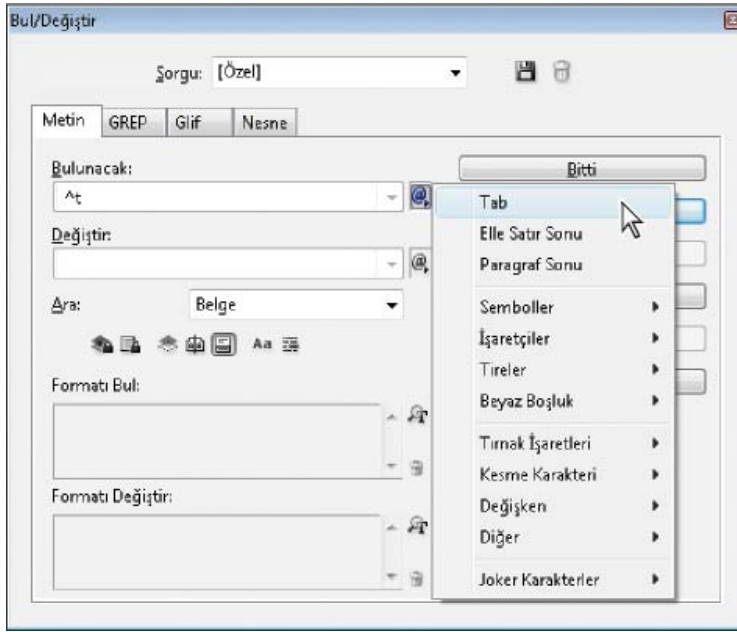 Bul/Değiştir
Sorgu: [Özel]
Metin GREP Glif Nesne
Bulunacak:
^t
Değiştir:
Ara: Belge
Formatı Bul:
Formatı Değiştir:
Bitti
Tab
Elle Satır Sonu
Paragraf Sonu
Semboller
İşaretçiler
Tireler
Beyaz Boşluk
Tırnak İşaretleri
Kesme Karakteri
Değişken
Diğer
Joker Karakterler